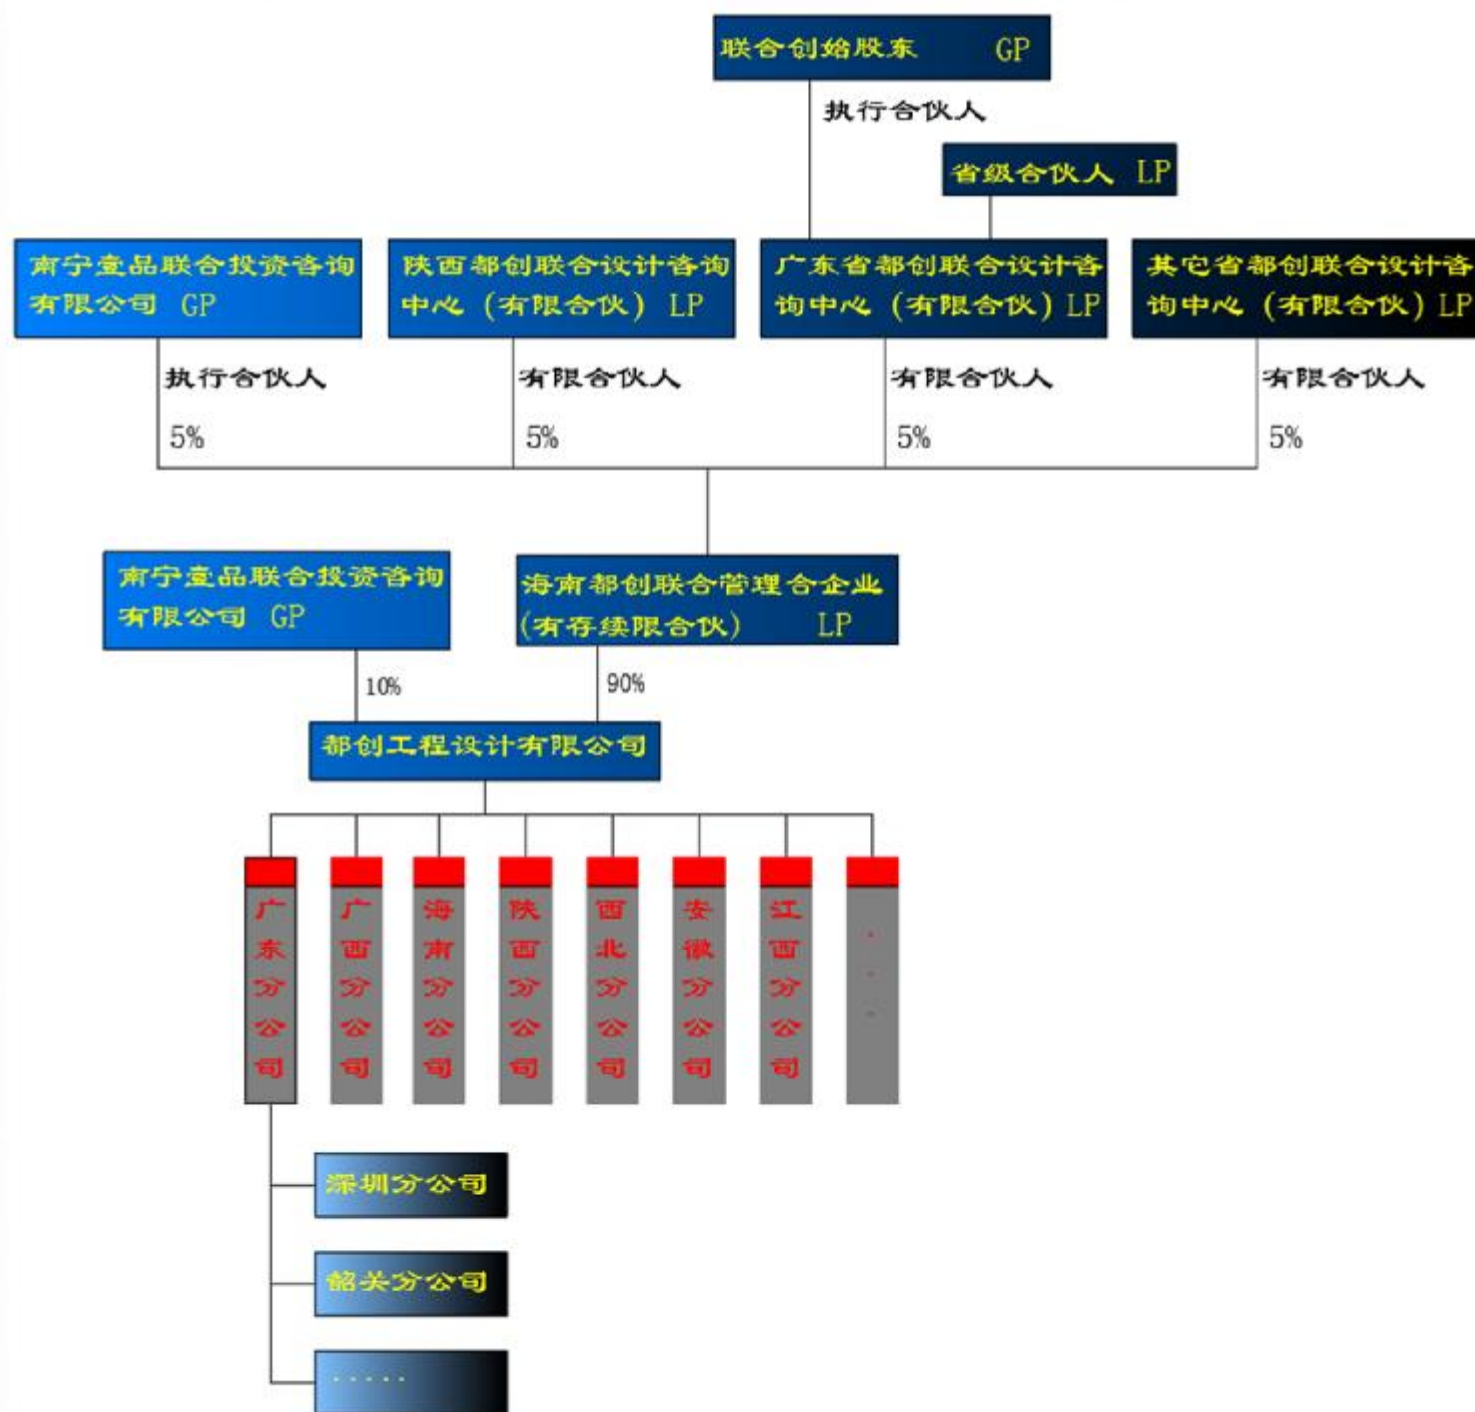 联合创始股东 GP
执行合伙人
省级合伙人 LP
南宁壹品联合投资咨询
有限公司 GP
陕西都创联合设计咨询
中心 (有限合伙) LP
广东省都创联合设计咨
询中心 (有限合伙) LP
其它省都创联合设计咨
询中心 (有限合伙) LP
执行合伙人
有限合伙人
有限合伙人
有限合伙人
5%
5%
5%
5%
南宁壹品联合投资咨询
有限公司 GP
海南都创联合管理合企业
(有存续限合伙) LP
10%
90%
都创工程设计有限公司
广东分公司
广西分公司
海南分公司
陕西分公司
西北分公司
安徽分公司
江西分公司
...
深圳分公司
韶关分公司
.....